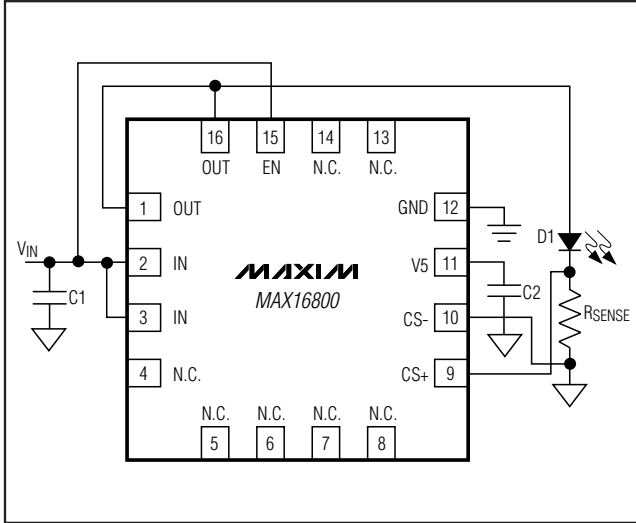 16 15 14 13
OUT EN N.C. N.C.
1 OUT
GND 12
D1
VIN
2 IN
V5 11
MAXIM
MAX16800
C1
C2
3 IN
CS- 10
RSENSE
4 N.C.
CS+ 9
N.C. N.C. N.C. N.C.
5 6 7 8